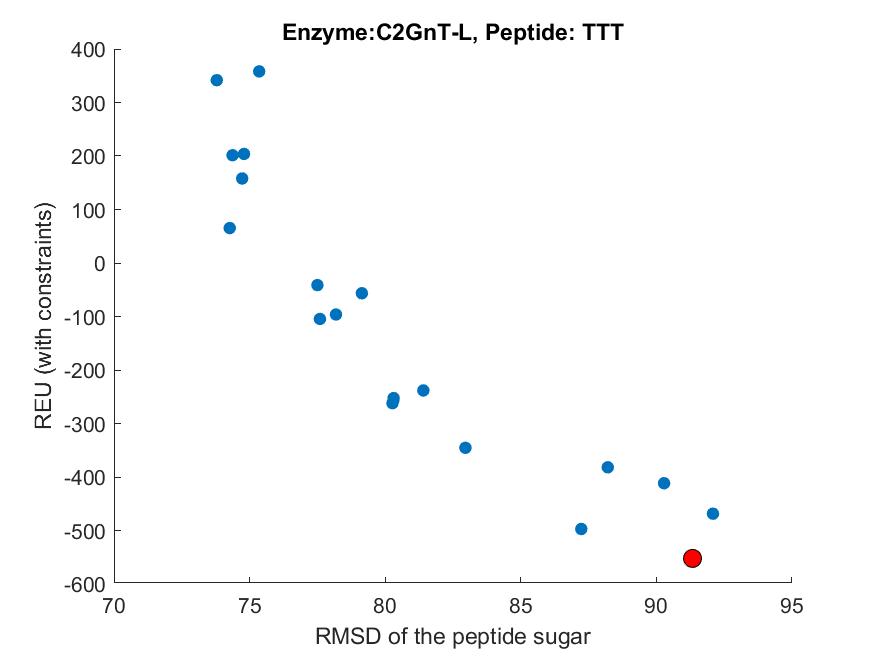 Enzyme:C2GnT-L, Peptide: TTT
400
300
200
100
0
-100
-200
-300
-400
-500
-600
REU (with constraints)
70 75 80 85 90 95
RMSD of the peptide sugar